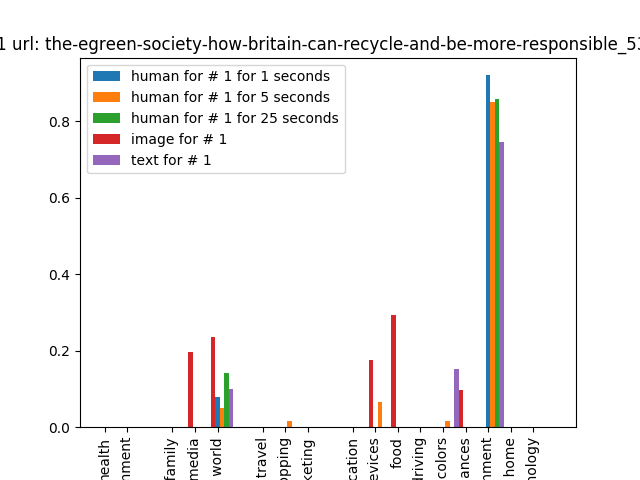 1 url: the-egreen-society-how-britain-can-recycle-and-be-more-responsible_53
human for # 1 for 1 seconds
human for # 1 for 5 seconds
human for # 1 for 25 seconds
image for # 1
text for # 1
0.8
0.6
0.4
0.2
0.0
health
nment
family
media
world
travel
opping
keting
cation
evices
food
driving
colors
ances
nment
home
nology